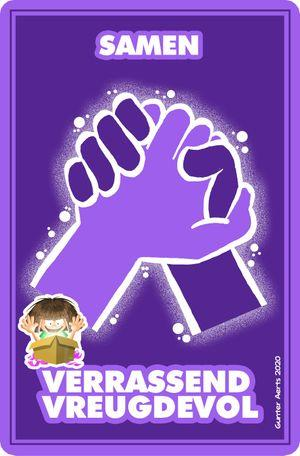 SAMEN
VERRASSEND
VREUGDEVOL
Gunter Aerts 2020